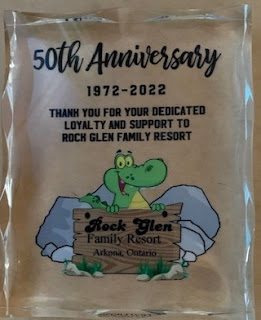 50th Anniversary
1972-2022
THANK YOU FOR YOUR DEDICATED
LOYALTY AND SUPPORT TO
ROCK GLEN FAMILY RESORT
Rock Glen
Family Resort
Arkona, Ontario